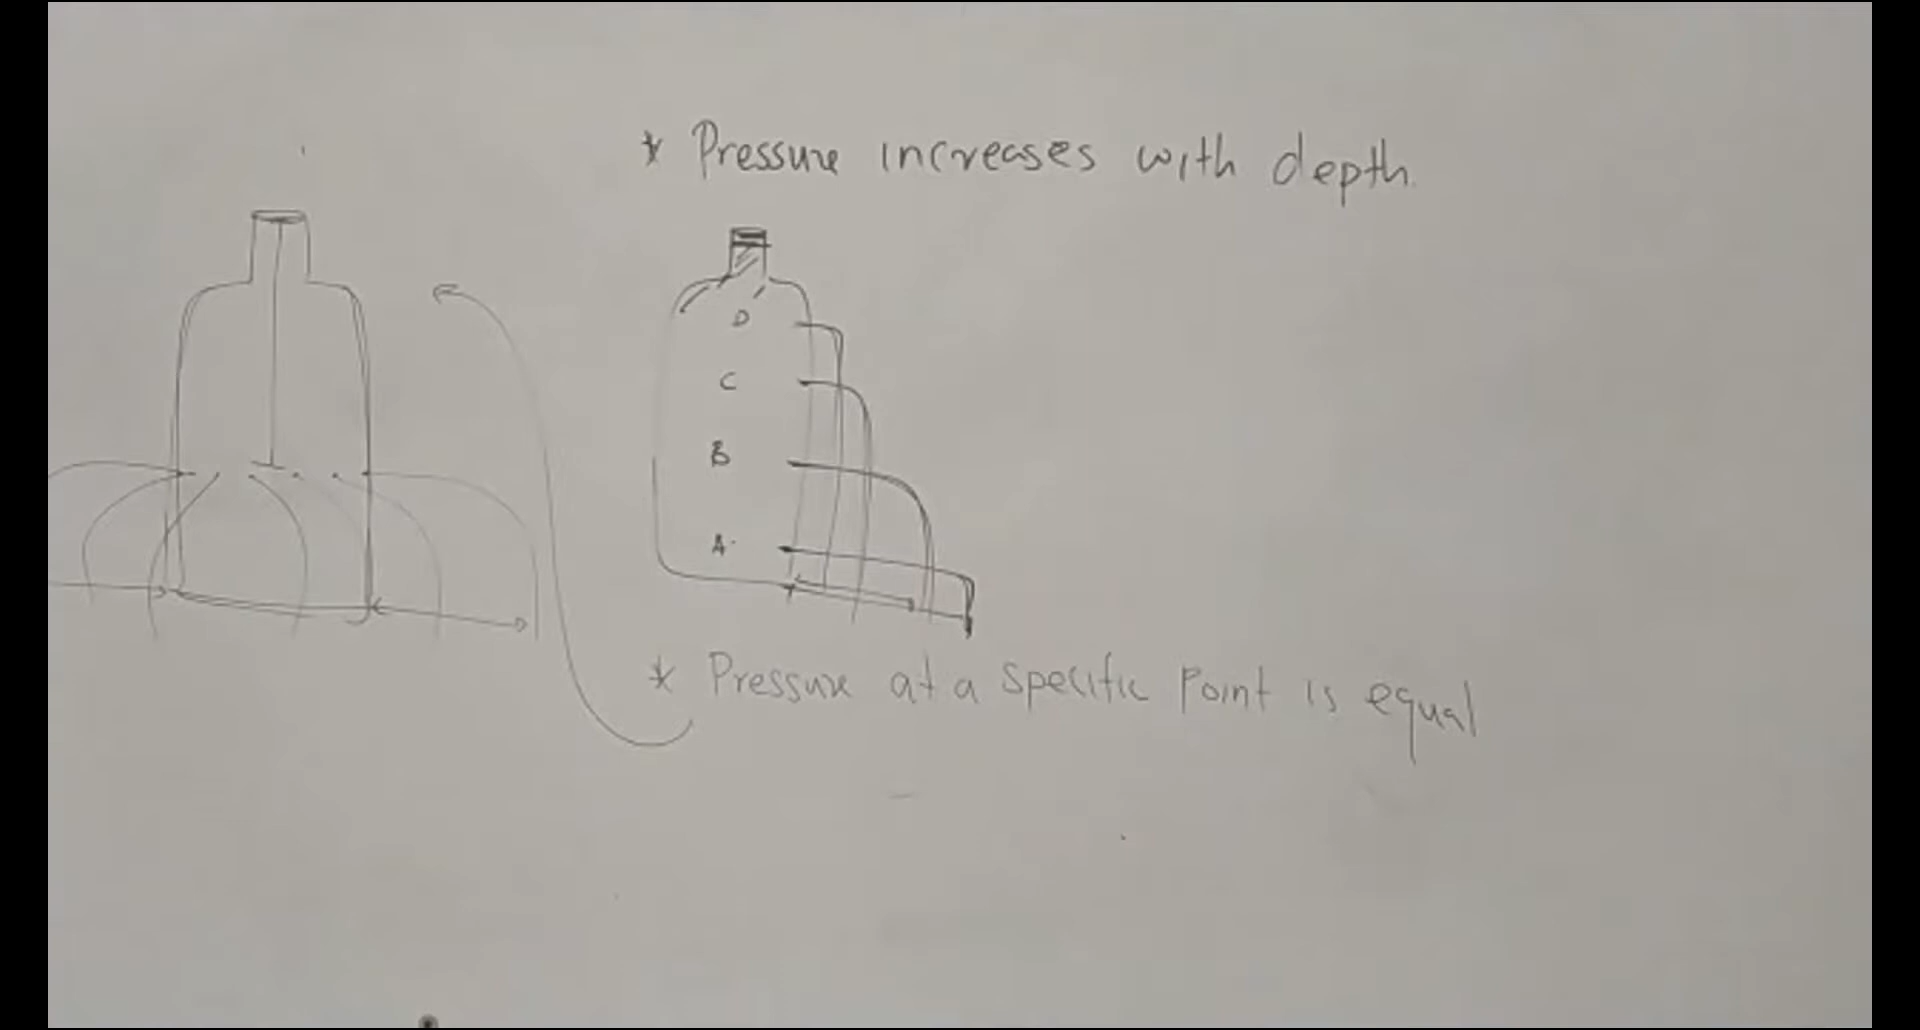 * Pressure increases with depth.
D
C
B
A
* Pressure at a specific Point is equal